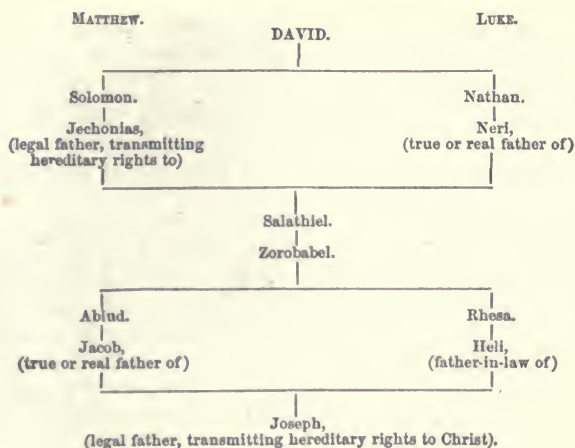 MATTHEW.
LUKE.
DAVID.
Solomon.
Nathan.
Jechonias,
(legal father, transmitting
hereditary rights to)
Neri,
(true or real father of)
Salathiel.
Zorobabel.
Abiud.
Rhesa.
Jacob,
(true or real father of)
Heli,
(father-in-law of)
Joseph,
(legal father, transmitting hereditary rights to Christ).